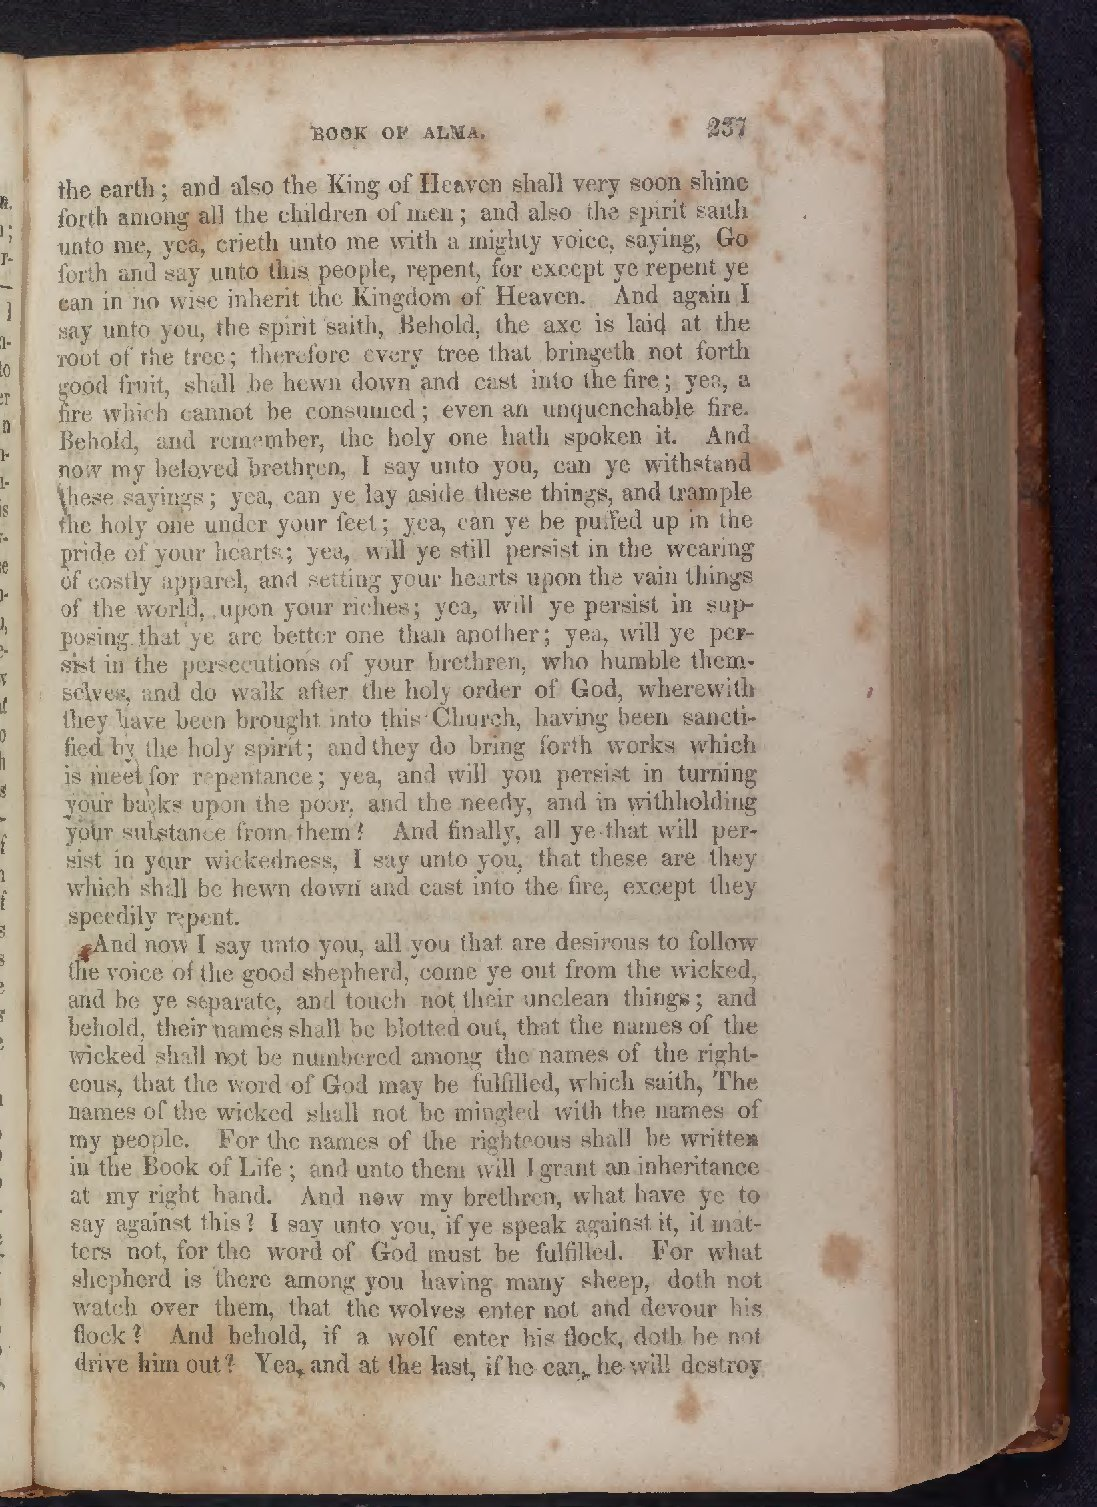 BOOK OF ALMA. 237
the earth; and also the King of Heaven shall very soon shine
forth among all the children of men; and also the spirit saith
unto me, yea, crieth unto me with a mighty voice, saying, Go
forth and say unto this people, repent, for except ye repent ye
can in no wise inherit the Kingdom of Heaven. And again I
say unto you, the spirit saith, Behold, the axe is laid at the
root of the tree; therefore every tree that bringeth not forth
good fruit, shall be hewn down and cast into the fire; yea, a
fire which cannot be consumed; even an unquenchable fire.
Behold, and remember, the holy one hath spoken it. And
now my beloved brethren, I say unto you, can ye withstand
these sayings; yea, can ye lay aside these things, and trample
the holy one under your feet; yea, can ye be puffed up in the
pride of your hearts; yea, will ye still persist in the wearing
of costly apparel, and setting your hearts upon the vain things
of the world, upon your riches; yea, will ye persist in sup-
posing that ye are better one than another; yea, will ye per-
sist in the persecutions of your brethren, who humble them-
selves, and do walk after the holy order of God, wherewith
they have been brought into this Church, having been sancti-
fied by the holy spirit; and they do bring forth works which
is meet for repentance; yea, and will you persist in turning
your backs upon the poor, and the needy, and in withholding
your substance from them? And finally, all ye that will per-
sist in your wickedness, I say unto you, that these are they
which shall be hewn down and cast into the fire, except they
speedily repent.
And now I say unto you, all you that are desirous to follow
the voice of the good shepherd, come ye out from the wicked,
and be ye separate, and touch not their unclean things; and
behold, their names shall be blotted out, that the names of the
wicked shall not be numbered among the names of the right-
eous, that the word of God may be fulfilled, which saith, The
names of the wicked shall not be mingled with the names of
my people. For the names of the righteous shall be written
in the Book of Life; and unto them will I grant an inheritance
at my right hand. And now my brethren, what have ye to
say against this? I say unto you, if ye speak against it, it mat-
ters not, for the word of God must be fulfilled. For what
shepherd is there among you having many sheep, doth not
watch over them, that the wolves enter not and devour his
flock? And behold, if a wolf enter his flock, doth he not
drive him out? Yea, and at the last, if he can, he will destroy